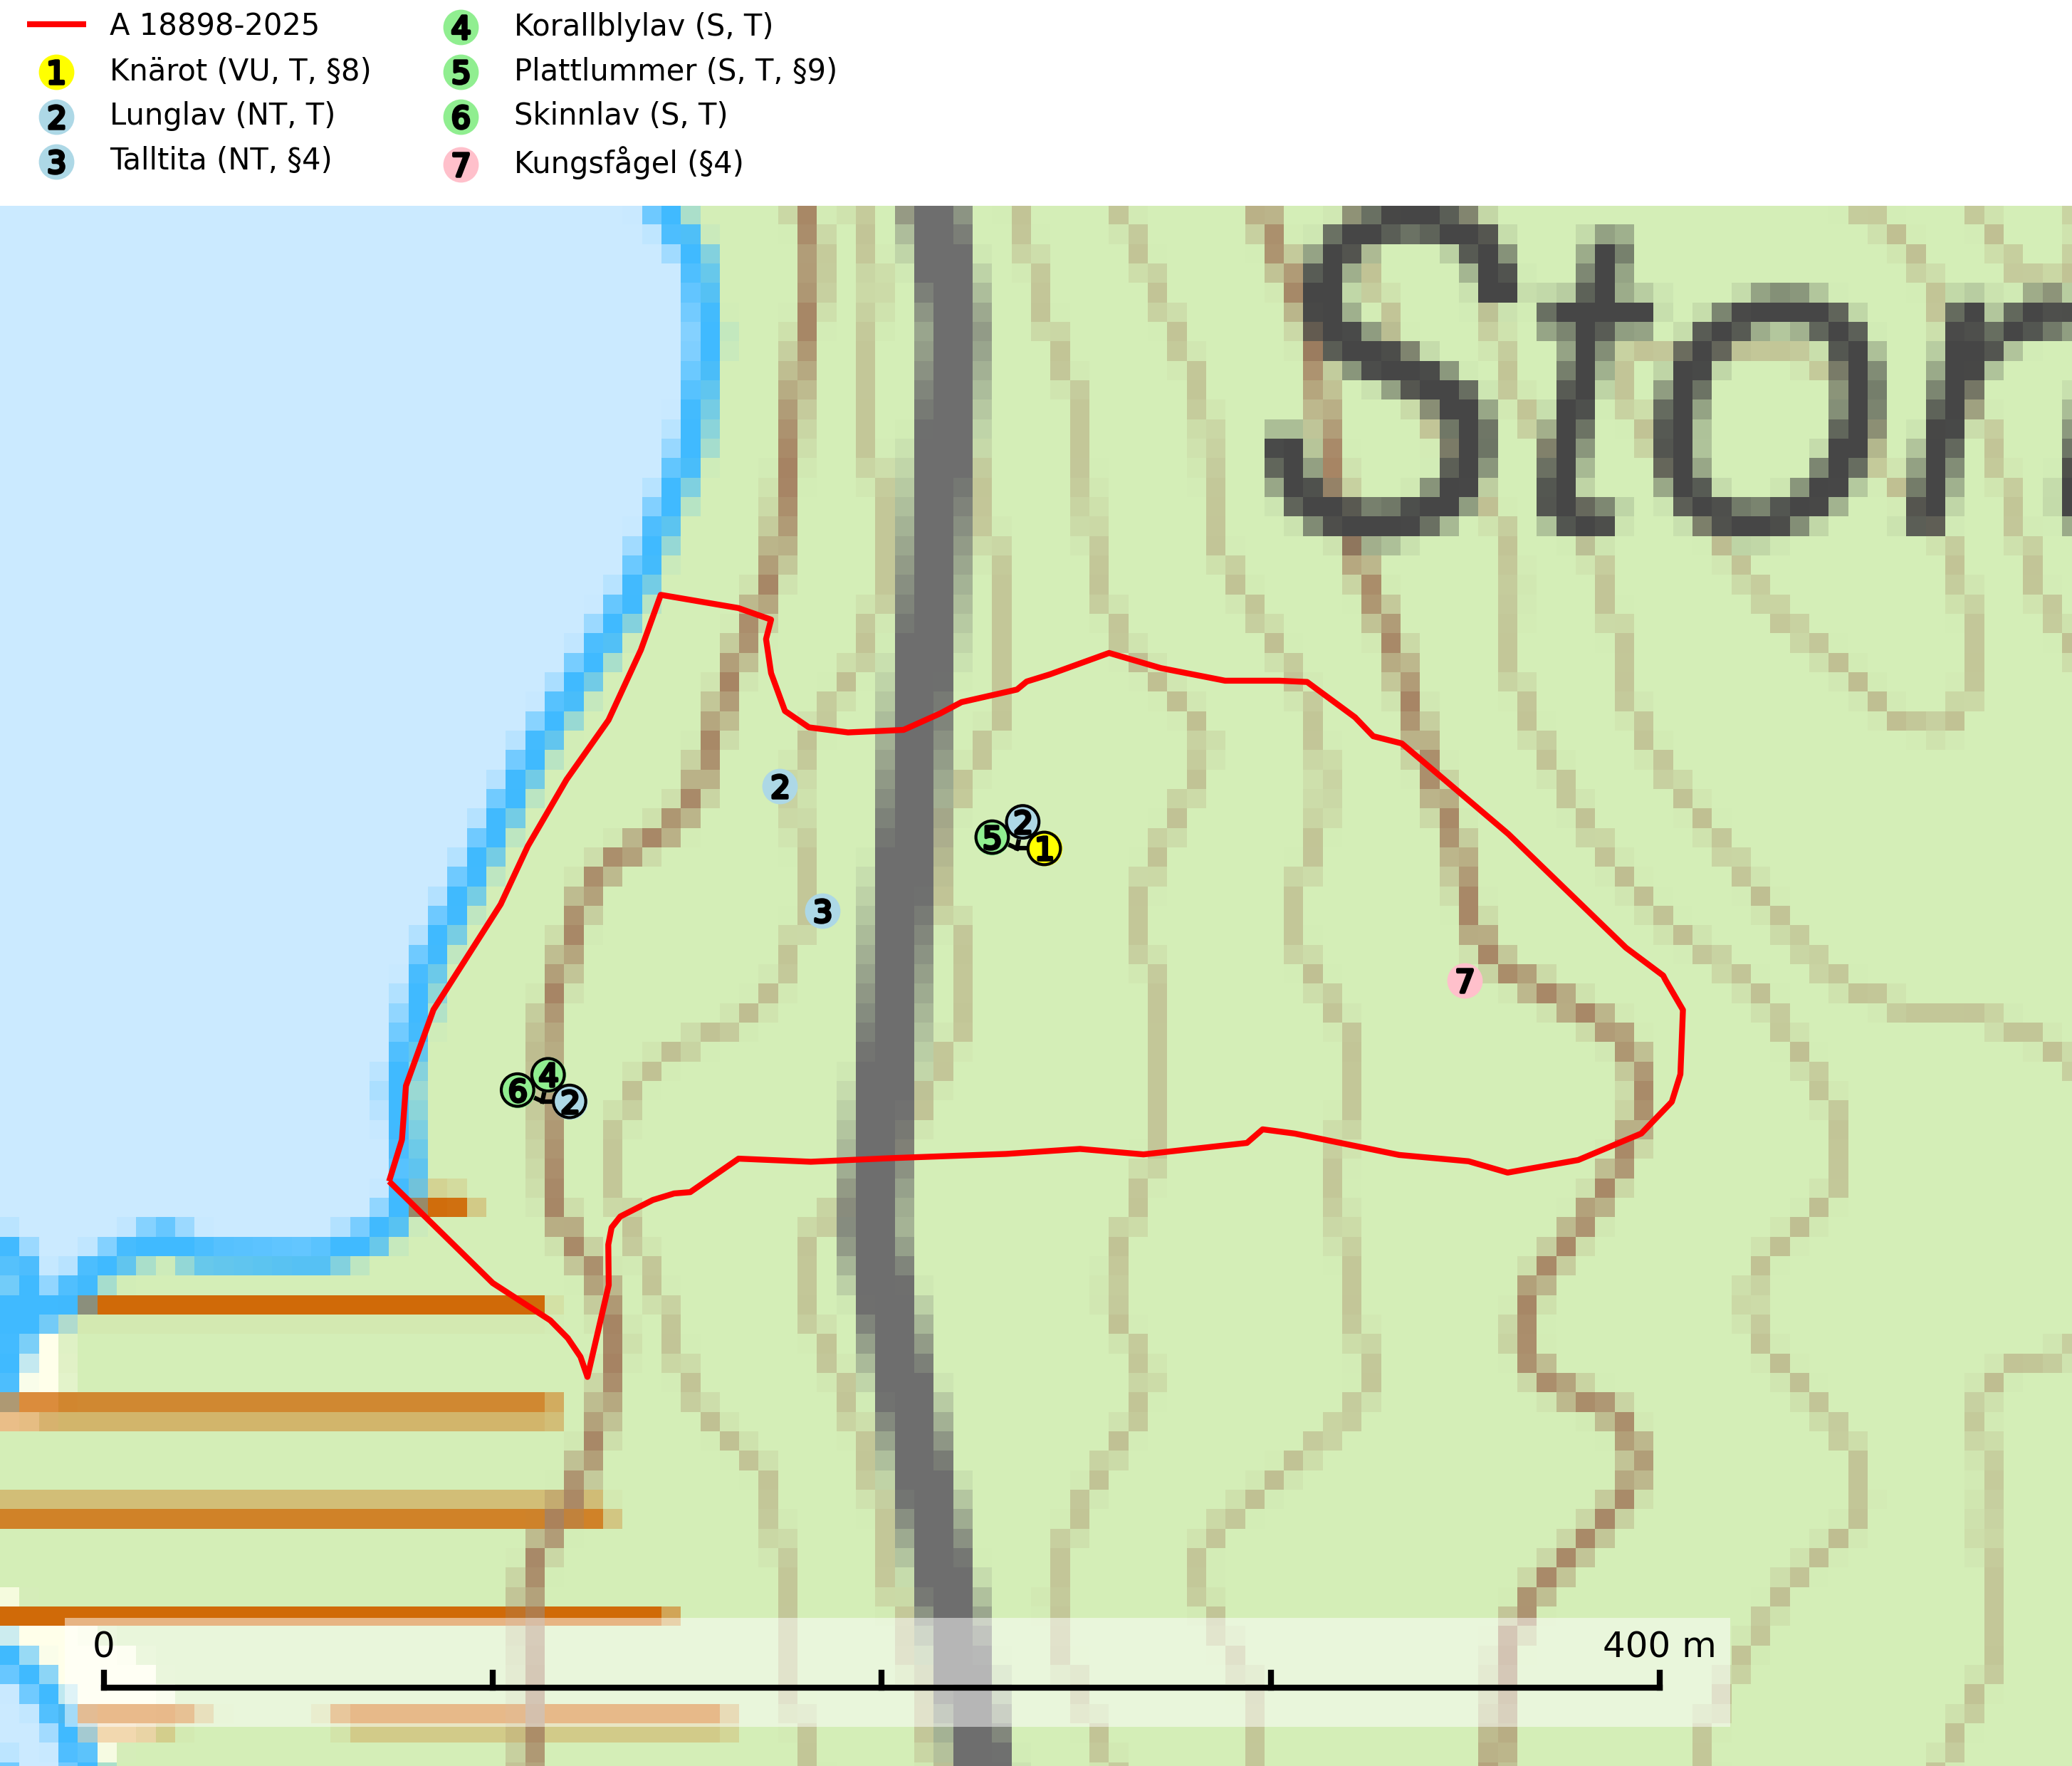 A 18898-2025
1 Knärot (VU, T, §8)
2 Lunglav (NT, T)
3 Talltita (NT, §4)
4 Korallblylav (S, T)
5 Plattlummer (S, T, §9)
6 Skinnlav (S, T)
7 Kungsfågel (§4)
Stor
2
2
5
1
3
7
4
6
2
0 400 m